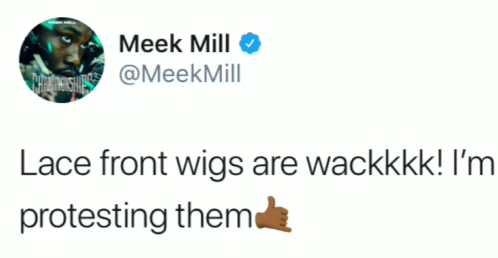 Meek Mill
@MeekMill
Lace front wigs are wackkkk! I’m
protesting them🤙🏾